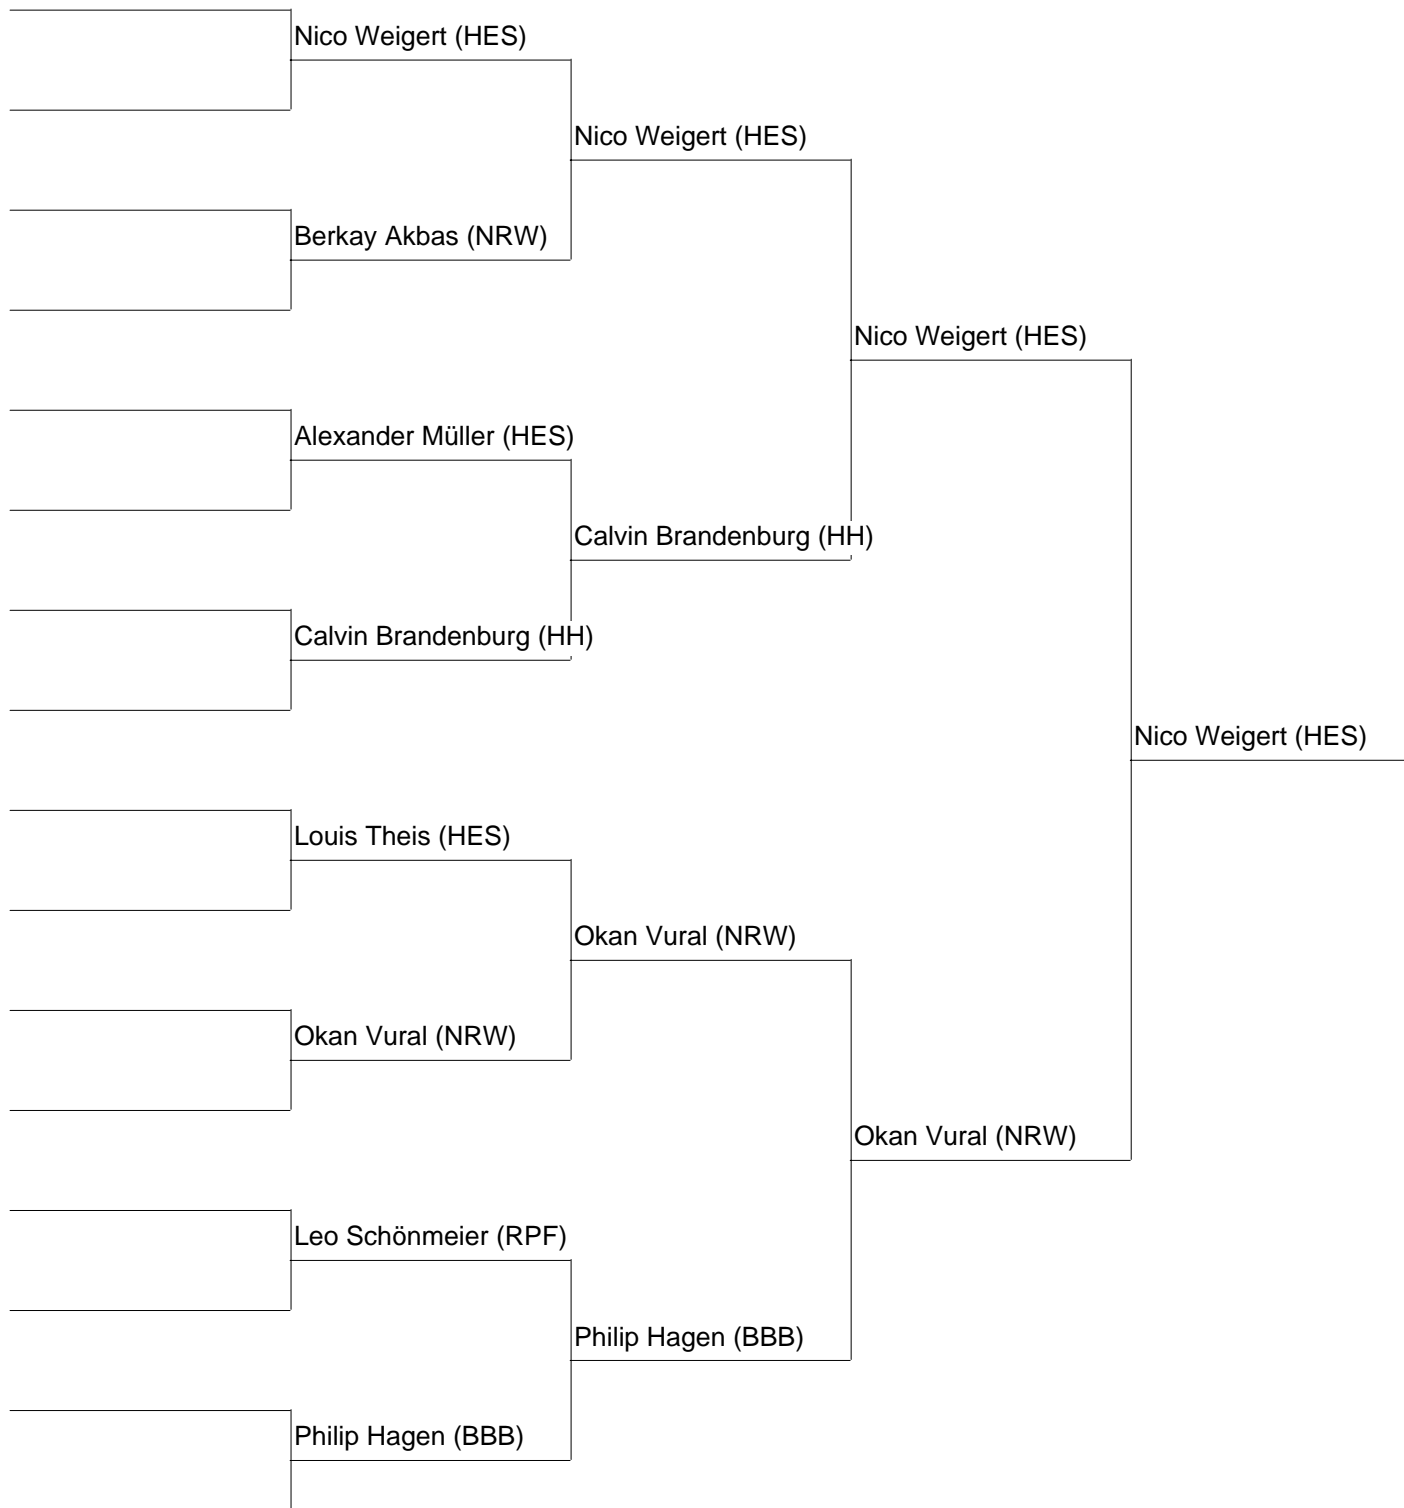 Nico Weigert (HES)
Nico Weigert (HES)
Berkay Akbas (NRW)
Nico Weigert (HES)
Alexander Müller (HES)
Calvin Brandenburg (HH)
Calvin Brandenburg (HH)
Nico Weigert (HES)
Louis Theis (HES)
Okan Vural (NRW)
Okan Vural (NRW)
Okan Vural (NRW)
Leo Schönmeier (RPF)
Philip Hagen (BBB)
Philip Hagen (BBB)